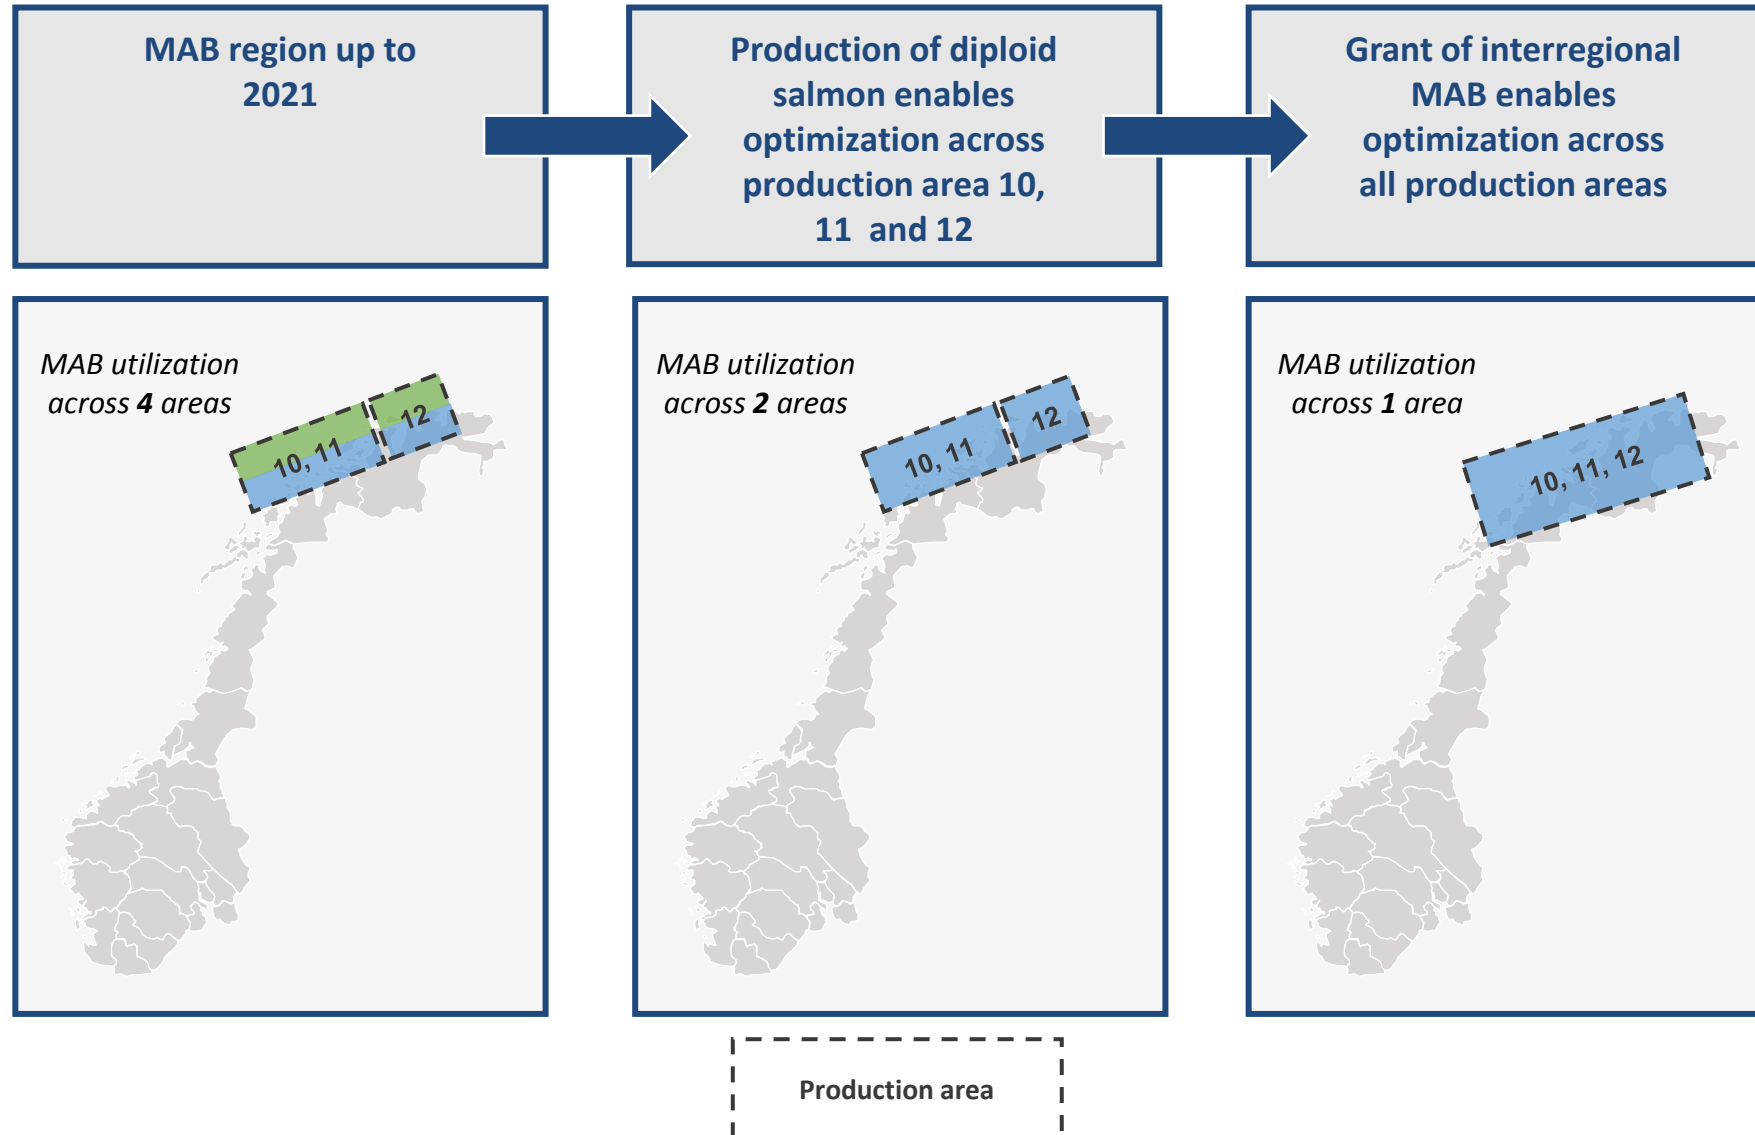 MAB region up to
2021
Production of diploid
salmon enables
optimization across
production area 10,
11 and 12
Grant of interregional
MAB enables
optimization across
all production areas
MAB utilization
across 4 areas
10, 11
12
MAB utilization
across 2 areas
10, 11
12
MAB utilization
across 1 area
10, 11, 12
Production area